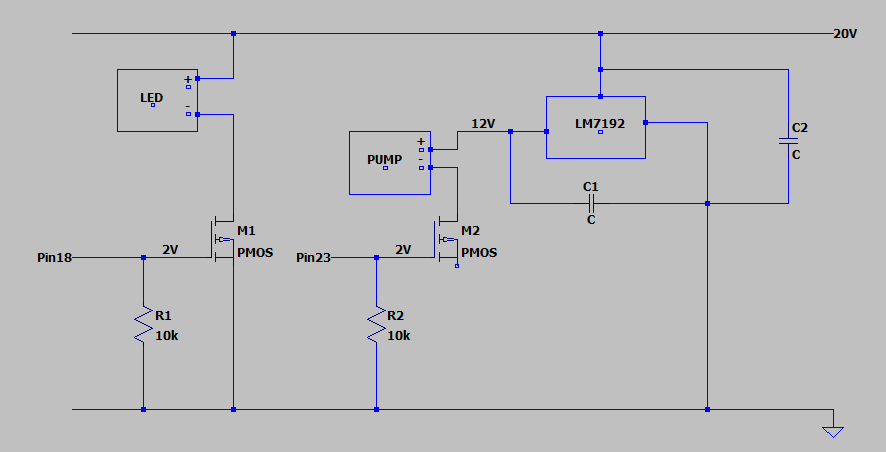 20V
+
LED
-
12V
LM7192
C2
C
+
PUMP
-
C1
C
M1
PMOS
M2
PMOS
Pin18
2V
Pin23
2V
R1
10k
R2
10k